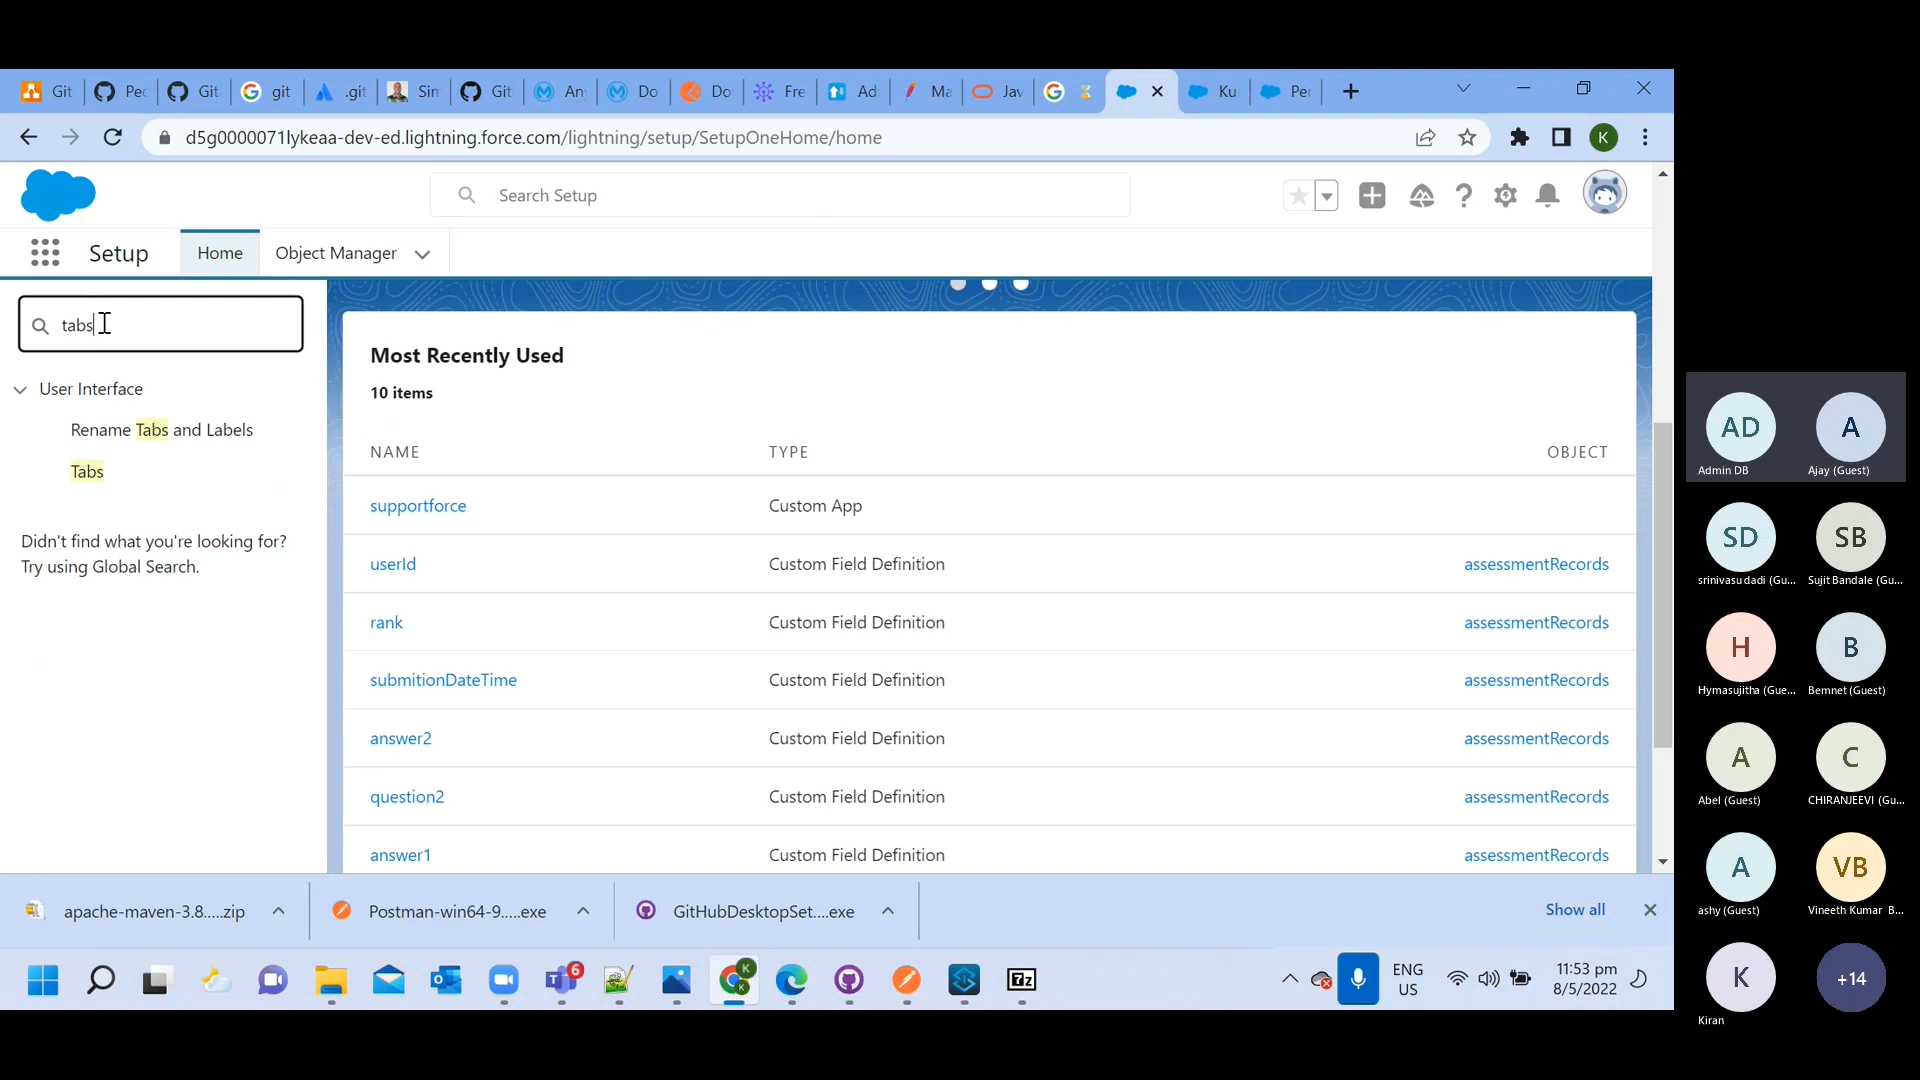 Git
Pec
Git
git
.git
Sim
Git
An
Do
Do
Fre
Ad
Ma
Jav
Ku
Per
d5g0000071lykeaa-dev-ed.lightning.force.com/lightning/setup/SetupOneHome/home
K
Search Setup
Setup
Home
Object Manager
tabs
User Interface
Rename Tabs and Labels
Tabs
Didn't find what you're looking for?
Try using Global Search.
Most Recently Used
10 items
NAME TYPE OBJECT
supportforce Custom App
userId Custom Field Definition assessmentRecords
rank Custom Field Definition assessmentRecords
submitionDateTime Custom Field Definition assessmentRecords
answer2 Custom Field Definition assessmentRecords
question2 Custom Field Definition assessmentRecords
answer1 Custom Field Definition assessmentRecords
apache-maven-3.8.....zip
Postman-win64-9.....exe
GitHubDesktopSet....exe
Show all
6
K
K
7z
ENG
US
11:53 pm
8/5/2022
AD
Admin DB
A
Ajay (Guest)
SD
srinivasu dadi (Gu...
SB
Sujit Bandale (Gu...
H
Hymasujitha (Gue...
B
Bemnet (Guest)
A
Abel (Guest)
C
CHIRANJEEVI (Gu...
A
ashy (Guest)
VB
Vineeth Kumar B...
K
Kiran
+14